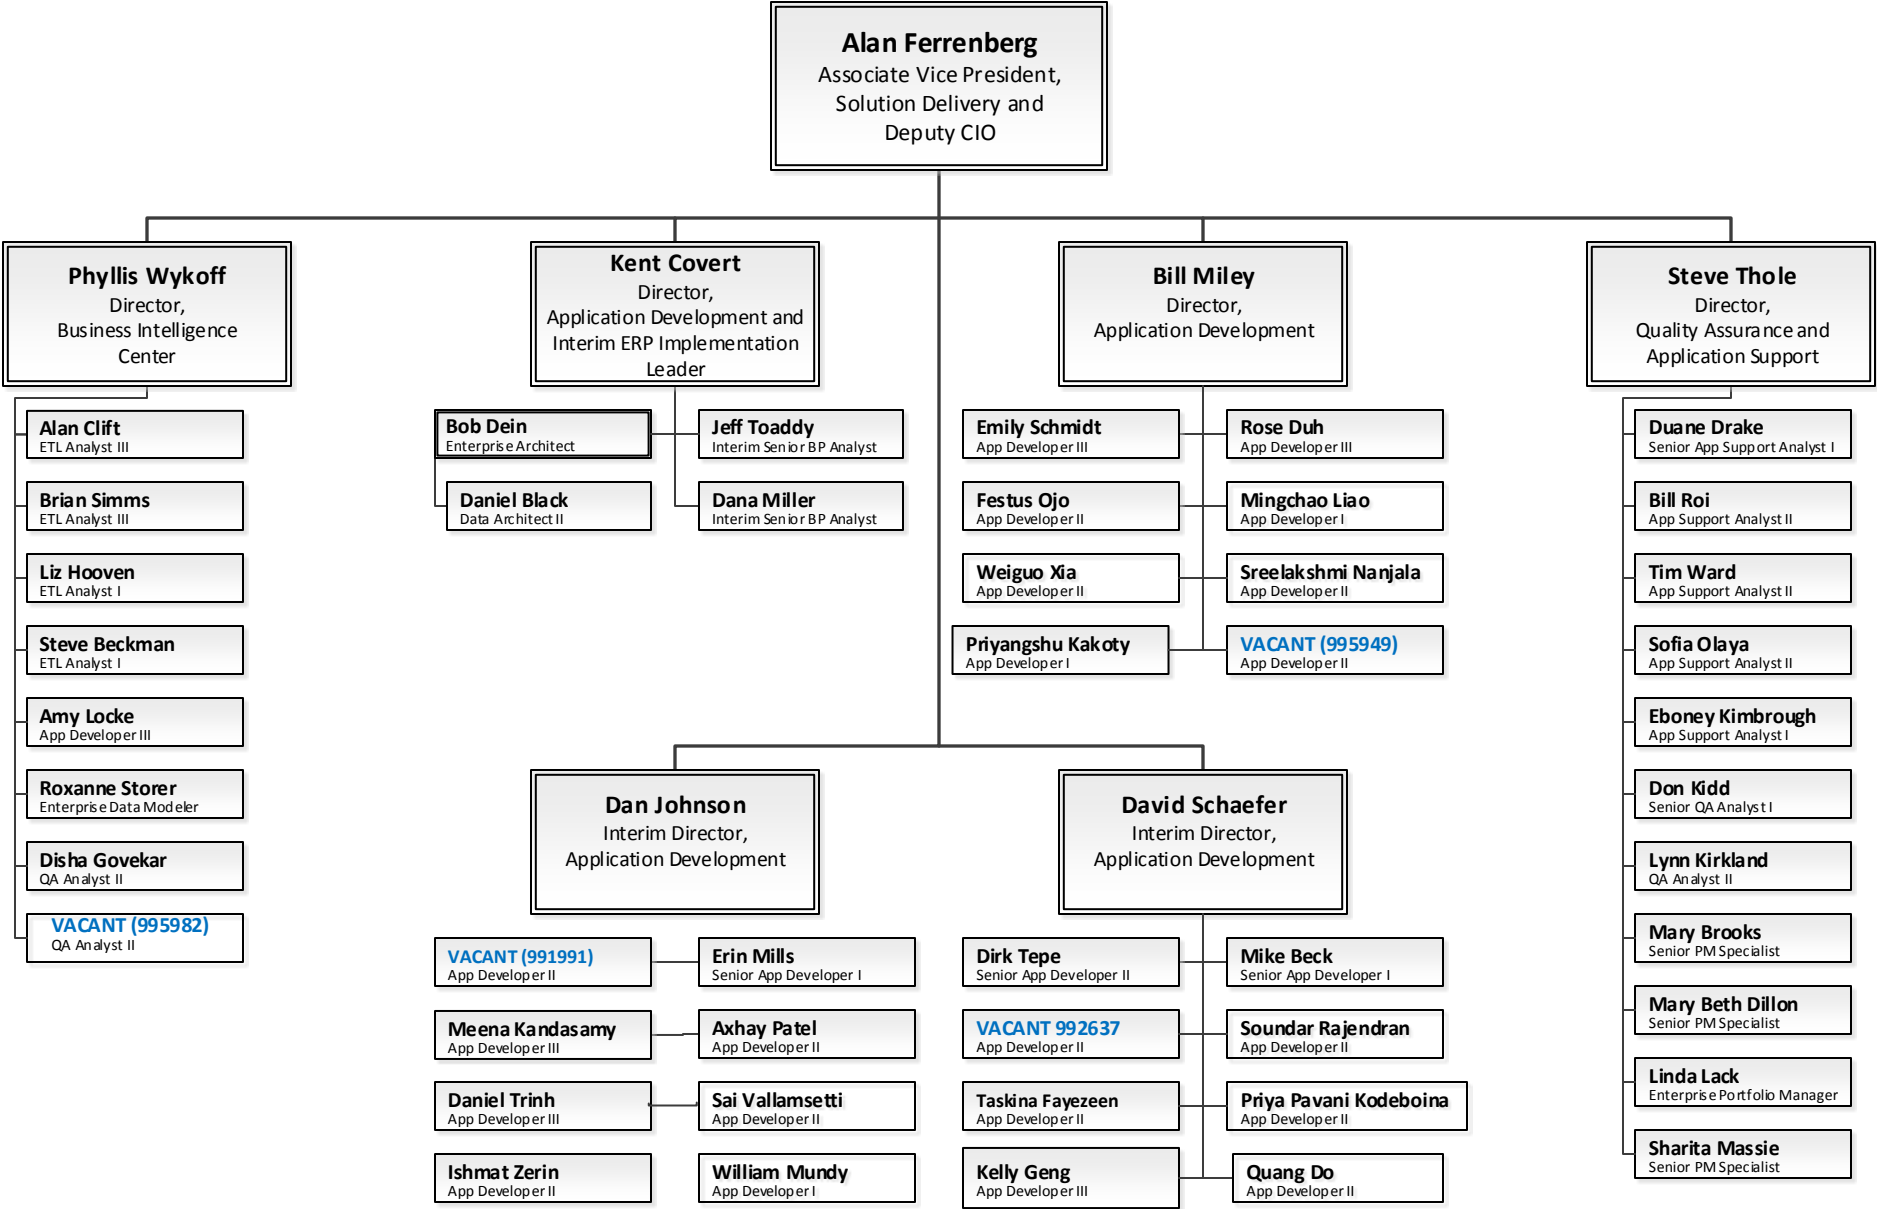 Alan Ferrenberg
Associate Vice President,
Solution Delivery and
Deputy CIO
Phyllis Wykoff
Director,
Business Intelligence
Center
Kent Covert
Director,
Application Development and
Interim ERP Implementation
Leader
Bill Miley
Director,
Application Development
Steve Thole
Director,
Quality Assurance and
Application Support
Alan Clift
ETL Analyst III
Brian Simms
ETL Analyst III
Liz Hooven
ETL Analyst I
Steve Beckman
ETL Analyst I
Amy Locke
App Developer III
Roxanne Storer
Enterprise Data Modeler
Disha Govekar
QA Analyst II
VACANT (995982)
QA Analyst II
Bob Dein
Enterprise Architect
Jeff Toaddy
Interim Senior BP Analyst
Daniel Black
Data Architect II
Dana Miller
Interim Senior BP Analyst
Emily Schmidt
App Developer III
Rose Duh
App Developer III
Festus Ojo
App Developer II
Mingchao Liao
App Developer I
Weiguo Xia
App Developer II
Sreelakshmi Nanjala
App Developer II
Priyangshu Kakoty
App Developer I
VACANT (995949)
App Developer II
Duane Drake
Senior App Support Analyst I
Bill Roi
App Support Analyst II
Tim Ward
App Support Analyst II
Sofia Olaya
App Support Analyst II
Eboney Kimbrough
App Support Analyst I
Don Kidd
Senior QA Analyst I
Lynn Kirkland
QA Analyst II
Mary Brooks
Senior PM Specialist
Mary Beth Dillon
Senior PM Specialist
Linda Lack
Enterprise Portfolio Manager
Sharita Massie
Senior PM Specialist
Dan Johnson
Interim Director,
Application Development
David Schaefer
Interim Director,
Application Development
VACANT (991991)
App Developer II
Erin Mills
Senior App Developer I
Meena Kandasamy
App Developer III
Axhay Patel
App Developer II
Daniel Trinh
App Developer III
Sai Vallamsetti
App Developer II
Ishmat Zerin
App Developer II
William Mundy
App Developer I
Dirk Tepe
Senior App Developer II
Mike Beck
Senior App Developer I
VACANT 992637
App Developer II
Soundar Rajendran
App Developer II
Taskina Fayezeen
App Developer II
Priya Pavani Kodeboina
App Developer II
Kelly Geng
App Developer III
Quang Do
App Developer II